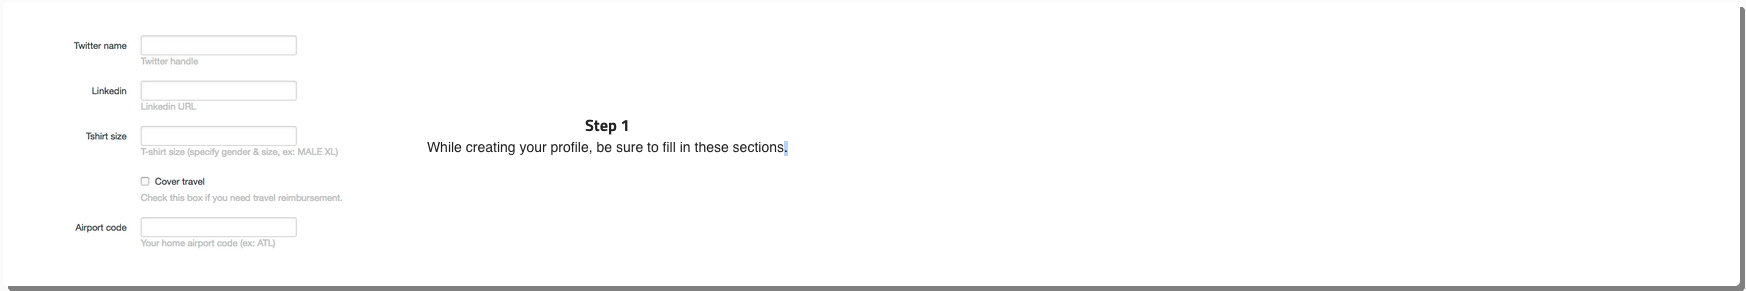 Twitter name
Twitter handle
Linkedin
Linkedin URL
Tshirt size
T-shirt size (specify gender & size, ex: MALE XL)
Cover travel
Check this box if you need travel reimbursement.
Airport code
Your home airport code (ex: ATL)
Step 1
While creating your profile, be sure to fill in these sections.